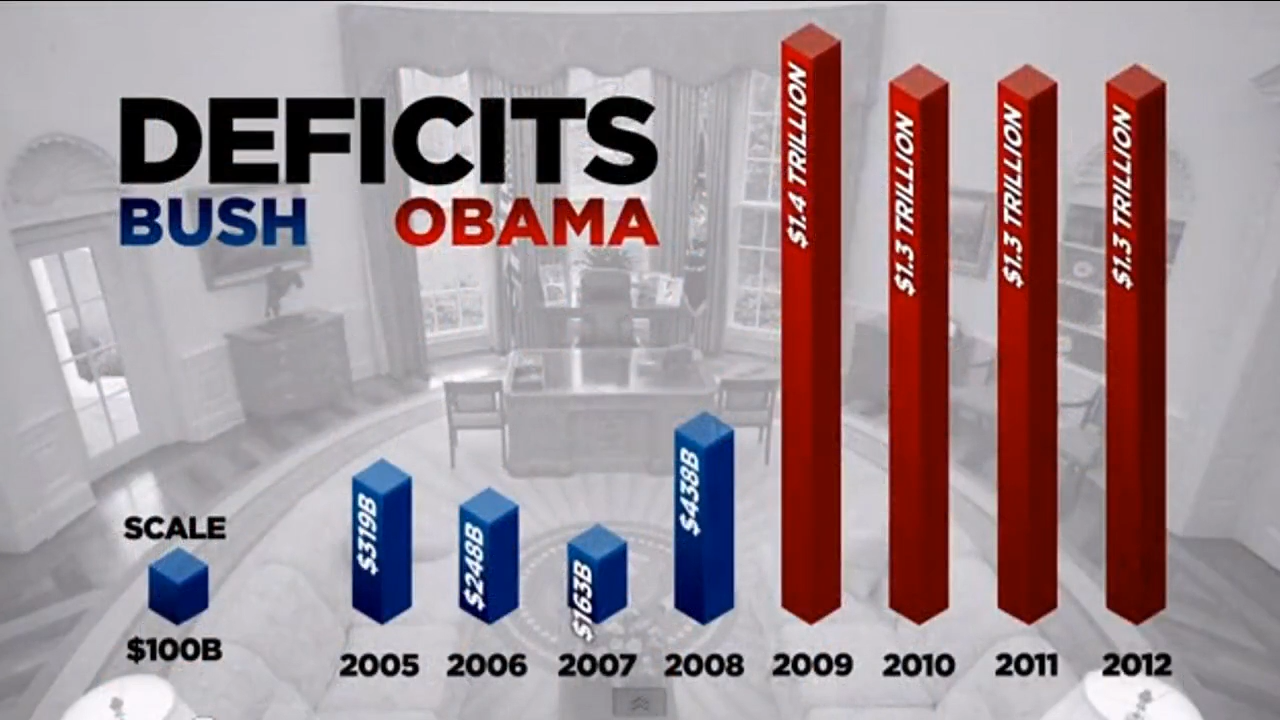 DEFICITS
BUSH OBAMA
$1.4 TRILLION
$1.3 TRILLION
$1.3 TRILLION
$1.3 TRILLION
$319B
$248B
$163B
$438B
SCALE
$100B
2005 2006 2007 2008 2009 2010 2011 2012